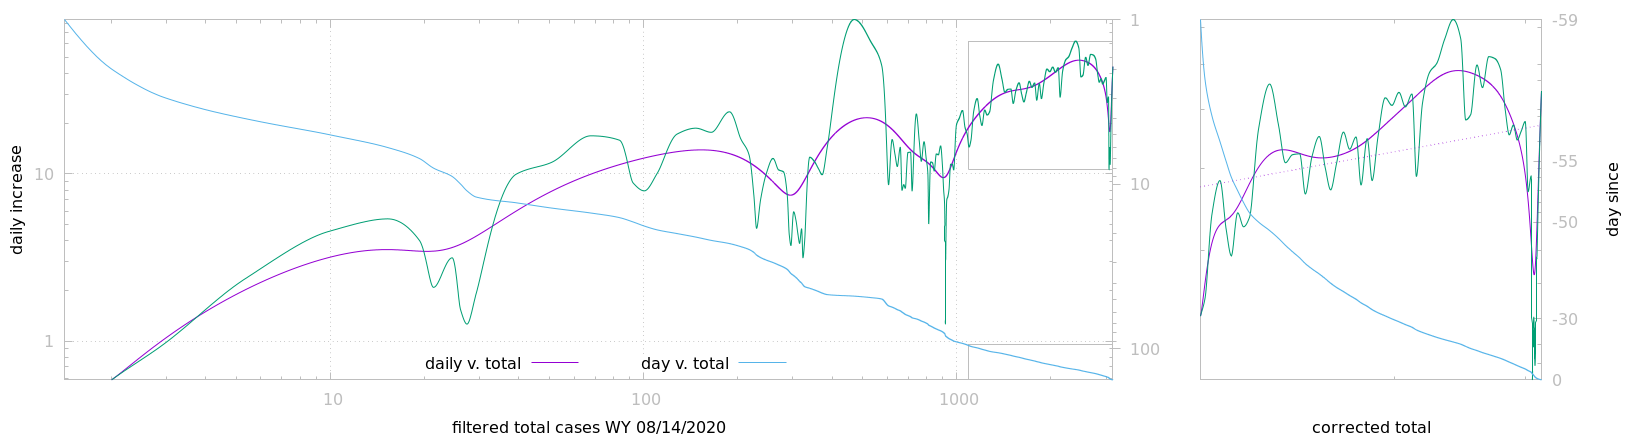 daily increase
10
1
daily v. total
day v. total
10
100
1000
filtered total cases WY 08/14/2020
1
10
100
-59
-55
-50
-30
0
day since
corrected total